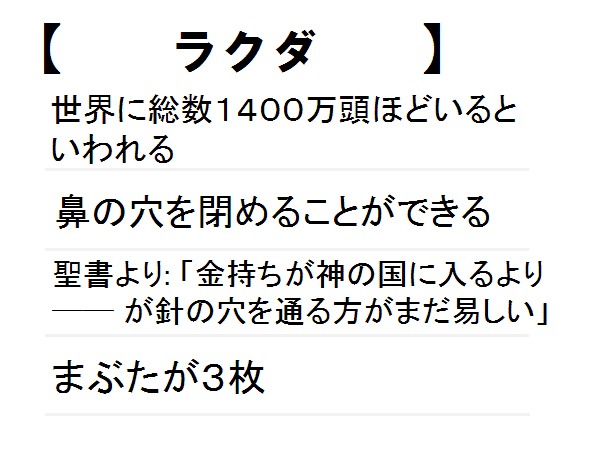 【　ラクダ　】
世界に総数１４００万頭ほどいると
いわれる
鼻の穴を閉めることができる
聖書より：「金持ちが神の国に入るより
―― が針の穴を通る方がまだ易しい」
まぶたが３枚